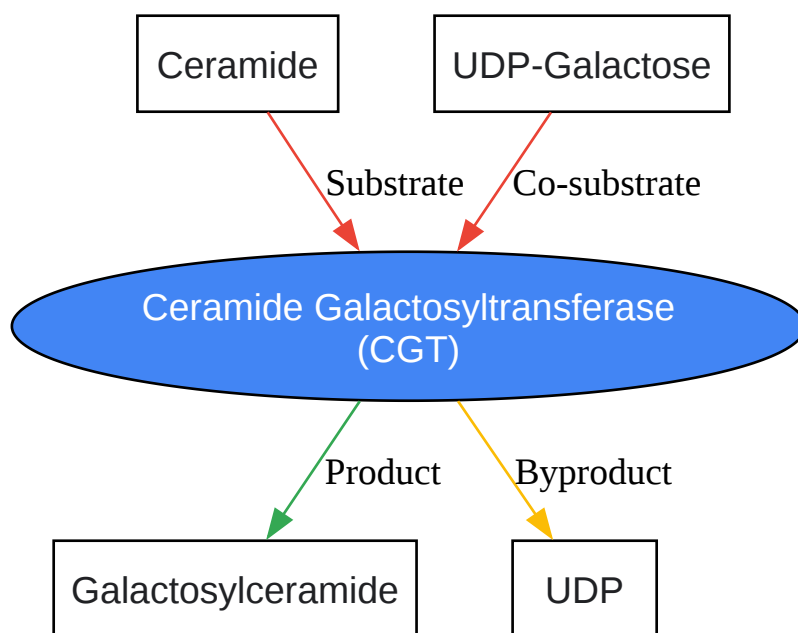 Ceramide
UDP-Galactose
Substrate
Co-substrate
Ceramide Galactosyltransferase
(CGT)
Product
Byproduct
Galactosylceramide
UDP